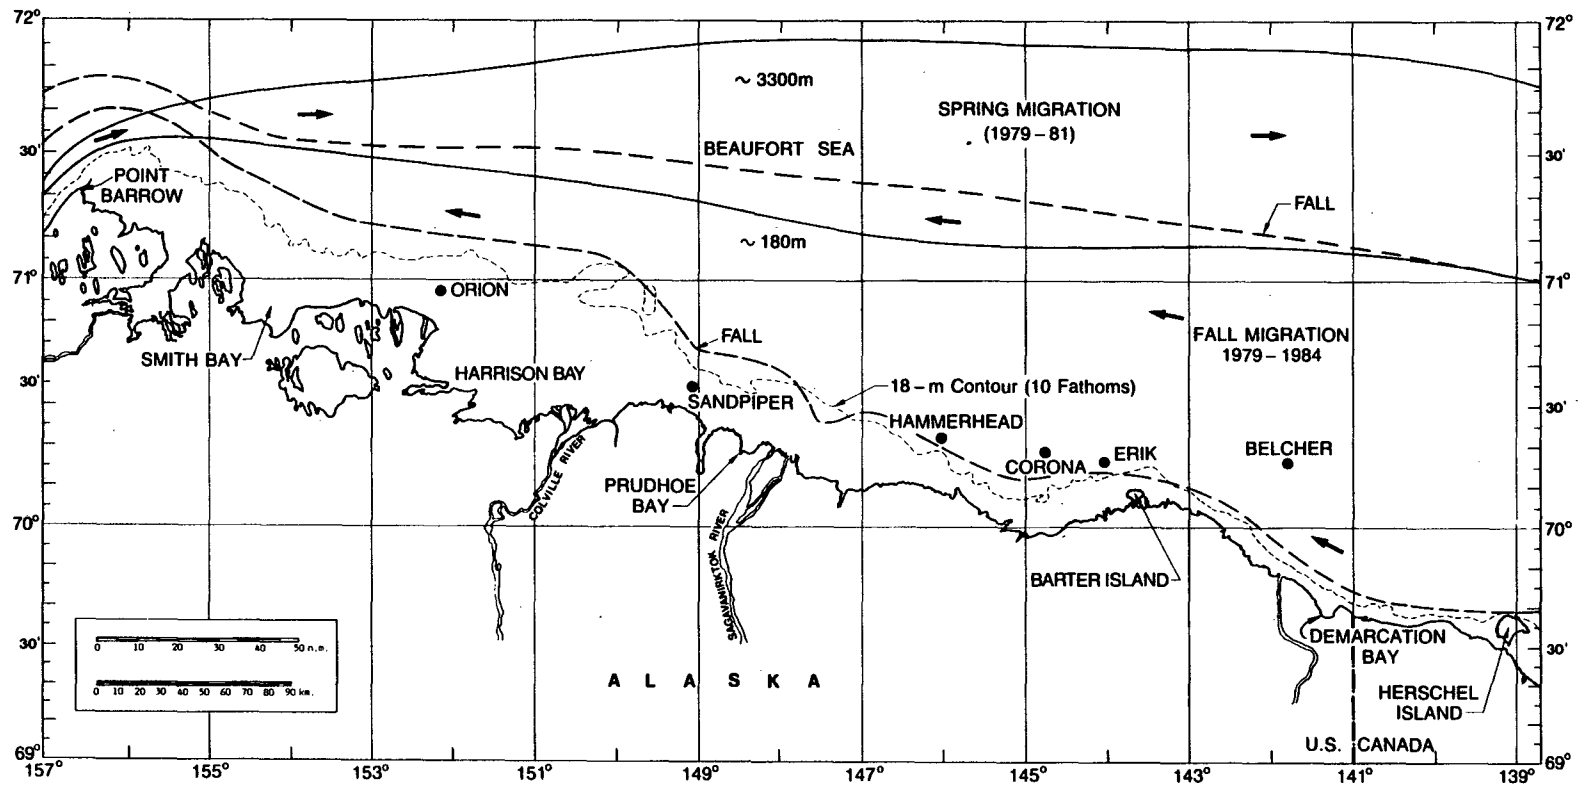 72°
72°
~ 3300m
SPRING MIGRATION
(1979–81)
BEAUFORT SEA
30'
30'
POINT
BARROW
FALL
~ 180m
71°
71°
ORION
FALL MIGRATION
1979–1984
SMITH BAY
FALL
HARRISON BAY
30'
30'
18–m Contour (10 Fathoms)
SANDPIPER
HAMMERHEAD
CORONA
ERIK
BELCHER
COLVILLE RIVER
PRUDHOE
BAY
70°
70°
SAGAVANIRKTOK RIVER
BARTER ISLAND
30'
30'
0 10 20 30 40 50 n.m.
0 10 20 30 40 50 60 70 80 90 km.
DEMARCATION
BAY
ALASKA
HERSCHEL
ISLAND
U.S. CANADA
69°
69°
157° 155° 153° 151° 149° 147° 145° 143° 141° 139°